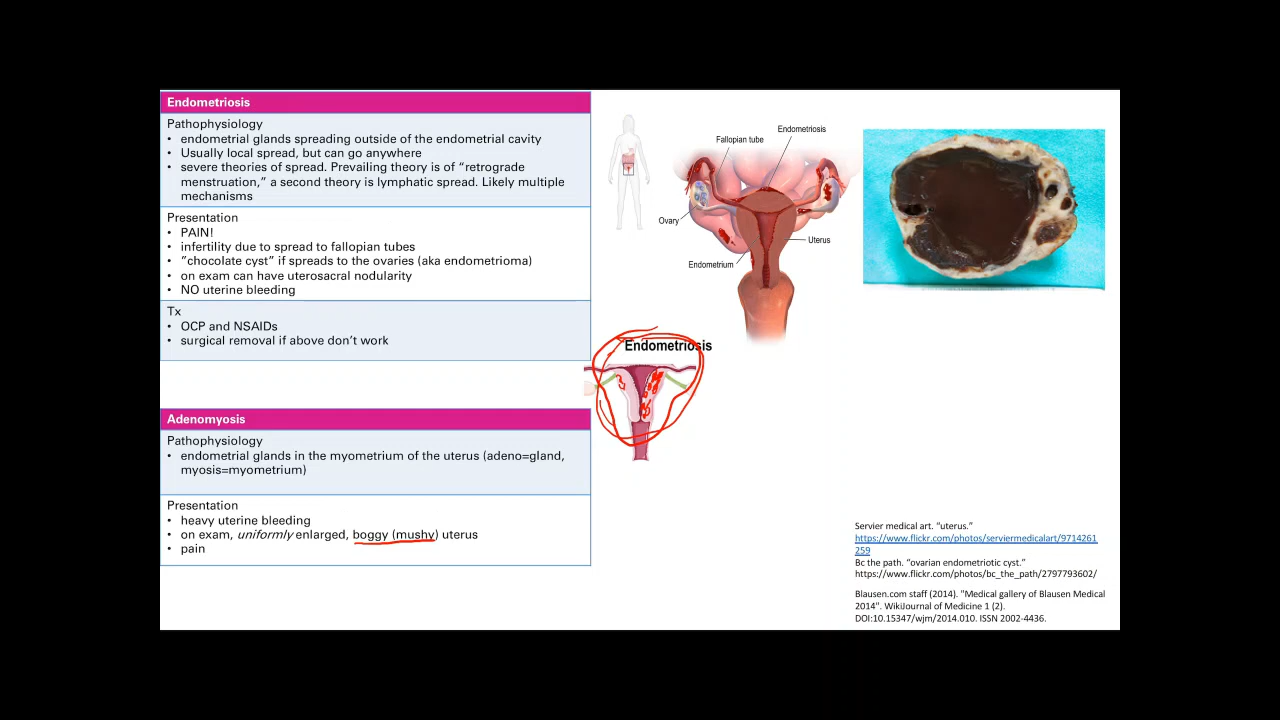 Endometriosis
Pathophysiology
• endometrial glands spreading outside of the endometrial cavity
• Usually local spread, but can go anywhere
• severe theories of spread. Prevailing theory is of “retrograde
menstruation,” a second theory is lymphatic spread. Likely multiple
mechanisms
Presentation
• PAIN!
• infertility due to spread to fallopian tubes
• ”chocolate cyst” if spreads to the ovaries (aka endometrioma)
• on exam can have uterosacral nodularity
• NO uterine bleeding
Tx
• OCP and NSAIDs
• surgical removal if above don’t work
Adenomyosis
Pathophysiology
• endometrial glands in the myometrium of the uterus (adeno=gland,
myosis=myometrium)
Presentation
• heavy uterine bleeding
• on exam, uniformly enlarged, boggy (mushy) uterus
• pain
Endometriosis
Fallopian tube
Ovary
Uterus
Endometrium
Endometriosis
Servier medical art. “uterus.”
https://www.flickr.com/photos/serviermedicalart/9714261
259
Bc the path. “ovarian endometriotic cyst.”
https://www.flickr.com/photos/bc_the_path/2797793602/
Blausen.com staff (2014). "Medical gallery of Blausen Medical
2014". WikiJournal of Medicine 1 (2).
DOI:10.15347/wjm/2014.010. ISSN 2002-4436.